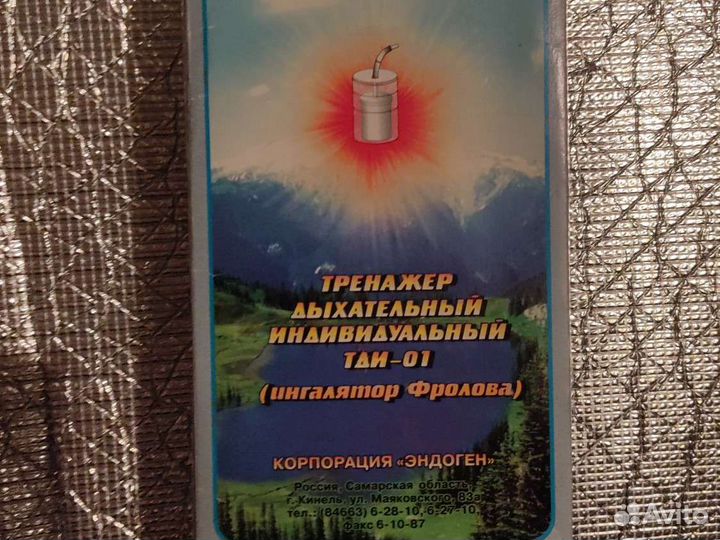 ТРЕНАЖЕР
ДЫХАТЕЛЬНЫЙ
ИНДИВИДУАЛЬНЫЙ
ТДИ-01
(ингалятор Фролова)
КОРПОРАЦИЯ «ЭНДОГЕН»
Россия, Самарская область,
г. Кинель, ул. Маяковского, 83а
тел.: (84663) 6-28-10, 6-27-10,
факс 6-10-87
Avito